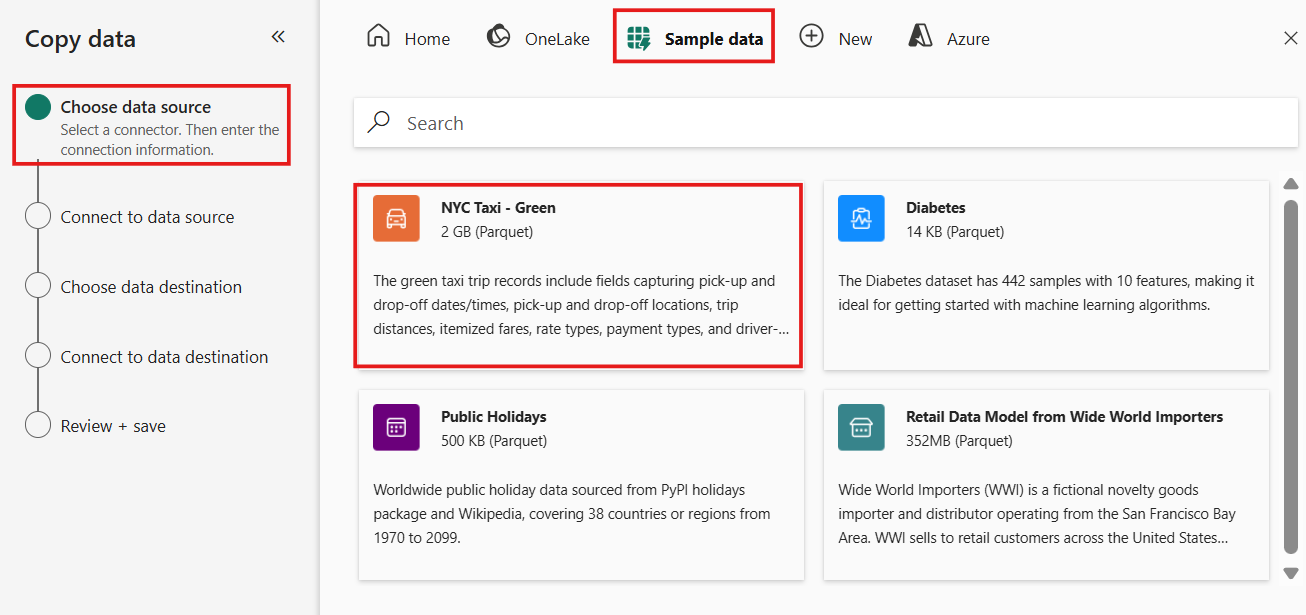 Copy data
Choose data source
Select a connector. Then enter the
connection information.
Connect to data source
Choose data destination
Connect to data destination
Review + save
Home
OneLake
Sample data
New
Azure
Search
NYC Taxi - Green
2 GB (Parquet)
The green taxi trip records include fields capturing pick-up and
drop-off dates/times, pick-up and drop-off locations, trip
distances, itemized fares, rate types, payment types, and driver-...
Diabetes
14 KB (Parquet)
The Diabetes dataset has 442 samples with 10 features, making it
ideal for getting started with machine learning algorithms.
Public Holidays
500 KB (Parquet)
Worldwide public holiday data sourced from PyPI holidays
package and Wikipedia, covering 38 countries or regions from
1970 to 2099.
Retail Data Model from Wide World Importers
352MB (Parquet)
Wide World Importers (WWI) is a fictional novelty goods
importer and distributor operating from the San Francisco Bay
Area. WWI sells to retail customers across the United States...